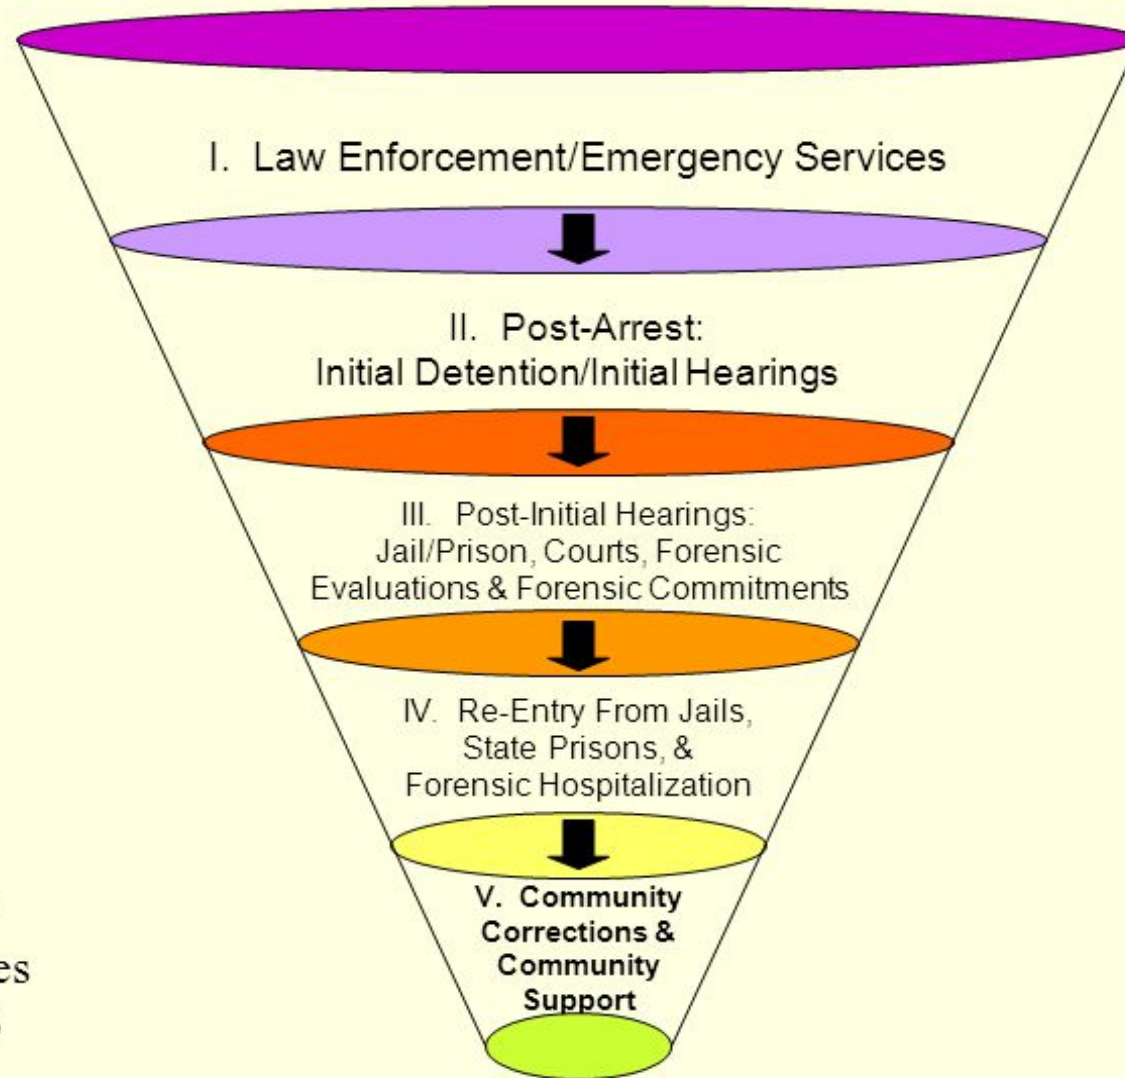 I. Law Enforcement/Emergency Services
II. Post-Arrest:
Initial Detention/Initial Hearings
III. Post-Initial Hearings:
Jail/Prison, Courts, Forensic
Evaluations & Forensic Commitments
IV. Re-Entry From Jails,
State Prisons, &
Forensic Hospitalization
V. Community
Corrections &
Community
Support